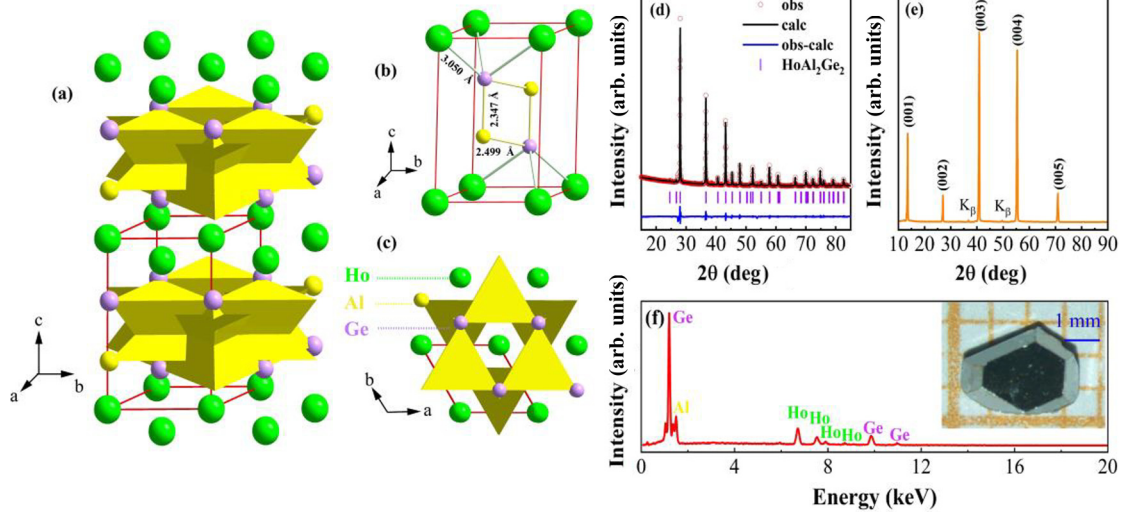 (a)
c
b
a
(b)
3.050 Å
2.347 Å
2.499 Å
c
b
a
(c)
Ho
Al
Ge
b
a
(d)
obs
calc
obs-calc
HoAl₂Ge₂
Intensity (arb. units)
20 30 40 50 60 70 80
2θ (deg)
(e)
(001)
(002)
(003)
(004)
(005)
Kβ
Kβ
Intensity (arb. units)
10 20 30 40 50 60 70 80 90
2θ (deg)
(f)
Ge
Al
Ho
Ho
Ho
Ho
Ge
Ge
1 mm
Intensity (arb. units)
0 4 8 12 16 20
Energy (keV)